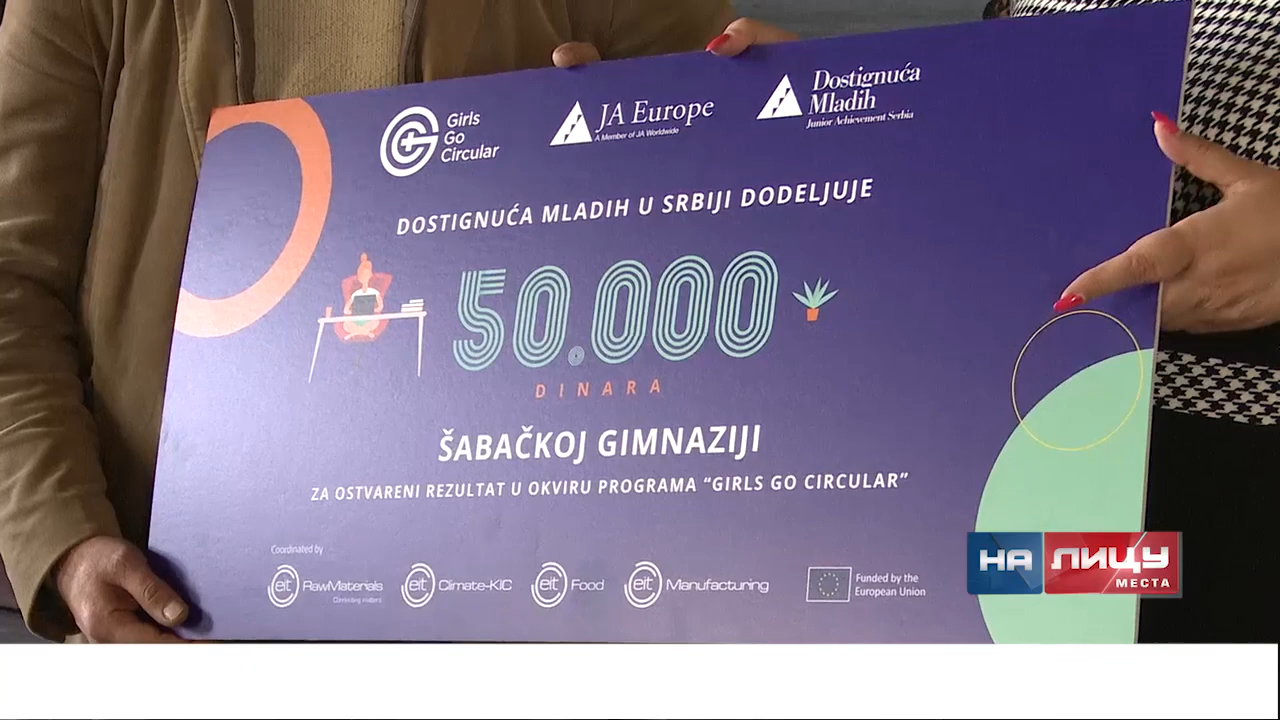 Girls
Go
Circular
JA Europe
A Member of JA Worldwide
Dostignuća
Mladih
Junior Achievement Serbia
DOSTIGNUĆA MLADIH U SRBIJI DODELJUJE
50.000
DINARA
ŠABAČKOJ GIMNAZIJI
ZA OSTVARENI REZULTAT U OKVIRU PROGRAMA “GIRLS GO CIRCULAR”
Coordinated by
eit RawMaterials
Connecting matters
eit Climate-KIC
eit Food
eit Manufacturing
Funded by the
European Union
НА ЛИЦУ
МЕСТА